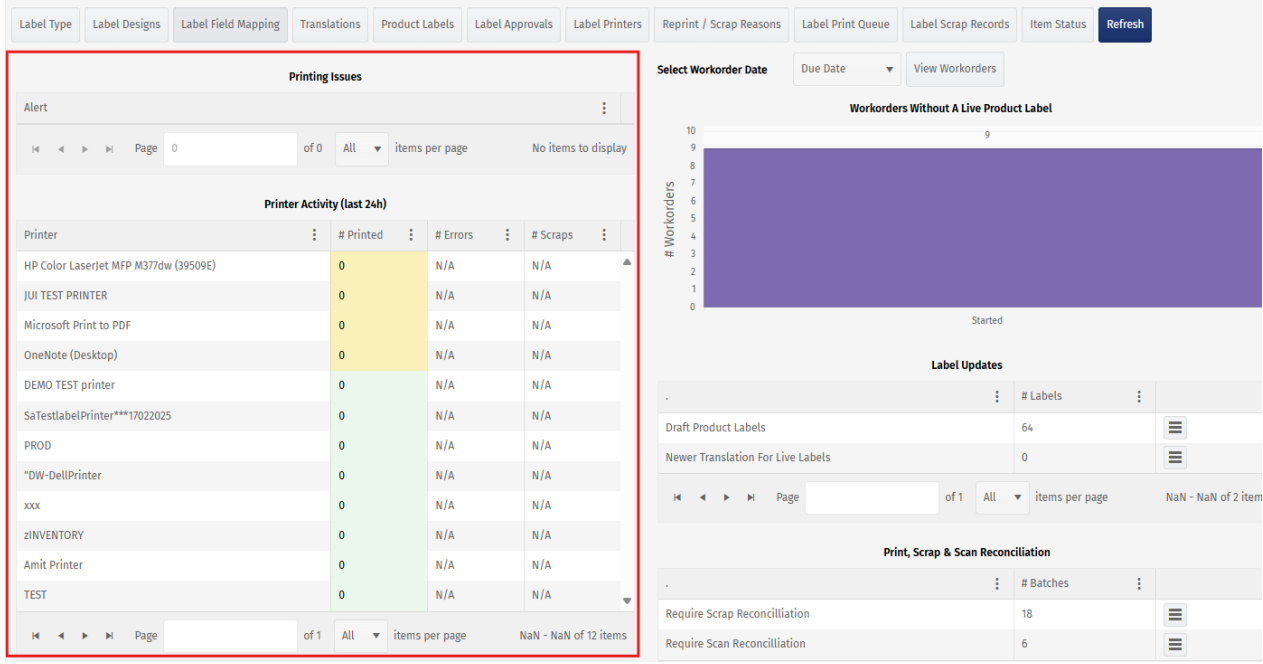 Label Type Label Designs Label Field Mapping Translations Product Labels Label Approvals Label Printers Reprint / Scrap Reasons Label Print Queue Label Scrap Records Item Status Refresh
Printing Issues
Alert
Page 0 of 0 All items per page No items to display
Printer Activity (last 24h)
Printer # Printed # Errors # Scraps
HP Color LaserJet MFP M377dw (39509E) 0 N/A N/A
JUI TEST PRINTER 0 N/A N/A
Microsoft Print to PDF 0 N/A N/A
OneNote (Desktop) 0 N/A N/A
DEMO TEST printer 0 N/A N/A
SaTestlabelPrinter***17022025 0 N/A N/A
PROD 0 N/A N/A
"DW-DellPrinter 0 N/A N/A
xxx 0 N/A N/A
zINVENTORY 0 N/A N/A
Amit Printer 0 N/A N/A
TEST 0 N/A N/A
Page of 1 All items per page NaN - NaN of 12 items
Select Workorder Date Due Date View Workorders
Workorders Without A Live Product Label
# Workorders
10
9
8
7
6
5
4
3
2
1
0
9
Started
Label Updates
. # Labels
Draft Product Labels 64
Newer Translation For Live Labels 0
Page of 1 All items per page NaN - NaN of 2 item
Print, Scrap & Scan Reconciliation
. # Batches
Require Scrap Reconcilliation 18
Require Scan Reconcilliation 6